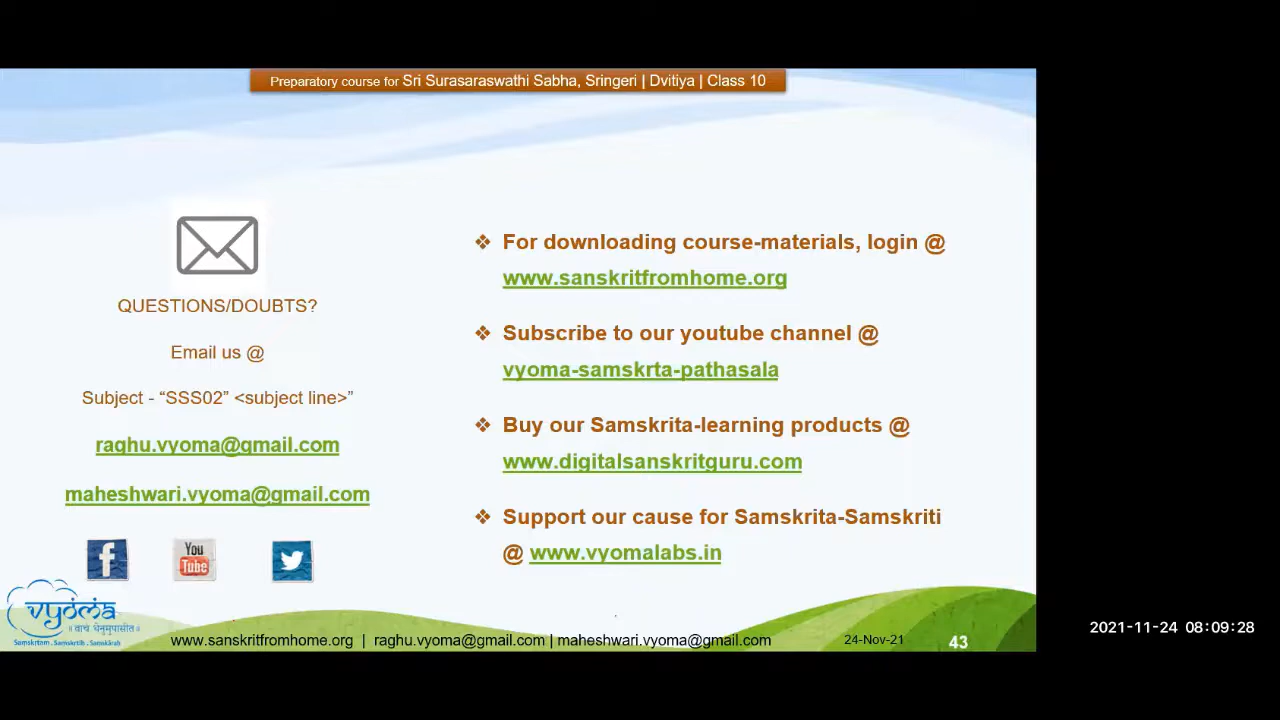 Preparatory course for Sri Surasaraswathi Sabha, Sringeri | Dvitiya | Class 10
QUESTIONS/DOUBTS?
Email us @
Subject - “SSS02” <subject line>”
raghu.vyoma@gmail.com
maheshwari.vyoma@gmail.com
f
You
Tube
❖ For downloading course-materials, login @
www.sanskritfromhome.org
❖ Subscribe to our youtube channel @
vyoma-samskrta-pathasala
❖ Buy our Samskrita-learning products @
www.digitalsanskritguru.com
❖ Support our cause for Samskrita-Samskriti
@ www.vyomalabs.in
vyoma
॥ वाचं धेनुमुपासीत ॥
Samskrtam . Samskrtih . Samskarah
www.sanskritfromhome.org | raghu.vyoma@gmail.com | maheshwari.vyoma@gmail.com
24-Nov-21
43
2021-11-24 08:09:28